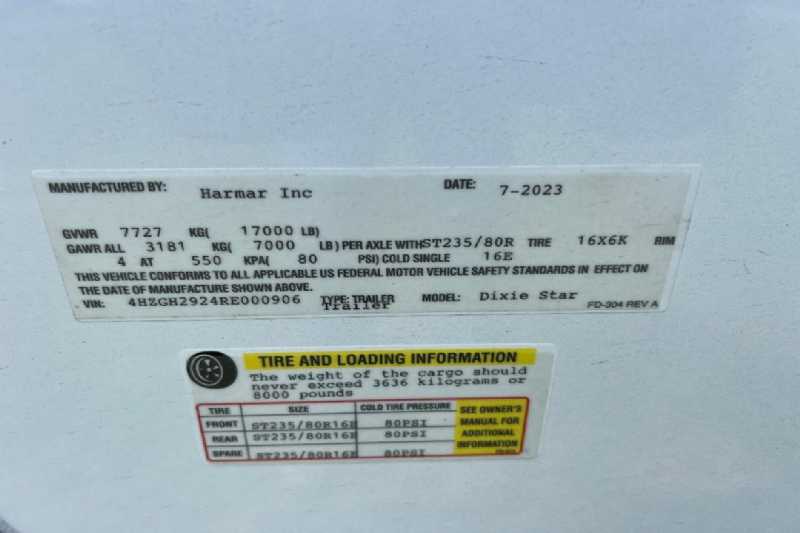 MANUFACTURED BY: Harmar Inc DATE: 7-2023
GVWR 7727 KG( 17000 LB)
GAWR ALL 3181 KG( 7000 LB) PER AXLE WITH ST235/80R TIRE 16X6K RIM
4 AT 550 KPA( 80 PSI) COLD SINGLE 16E
THIS VEHICLE CONFORMS TO ALL APPLICABLE US FEDERAL MOTOR VEHICLE SAFETY STANDARDS IN EFFECT ON
THE DATE OF MANUFACTURE SHOWN ABOVE.
VIN: 4HZGH2924RE000906 TYPE: TRAILER Trailer MODEL: Dixie Star FD-304 REV A
TIRE AND LOADING INFORMATION
The weight of the cargo should
never exceed 3636 kilograms or
8000 pounds
TIRE SIZE COLD TIRE PRESSURE SEE OWNER'S
FRONT ST235/80R16E 80PSI MANUAL FOR
REAR ST235/80R16E 80PSI ADDITIONAL
INFORMATION
SPARE ST235/80R16E 80PSI